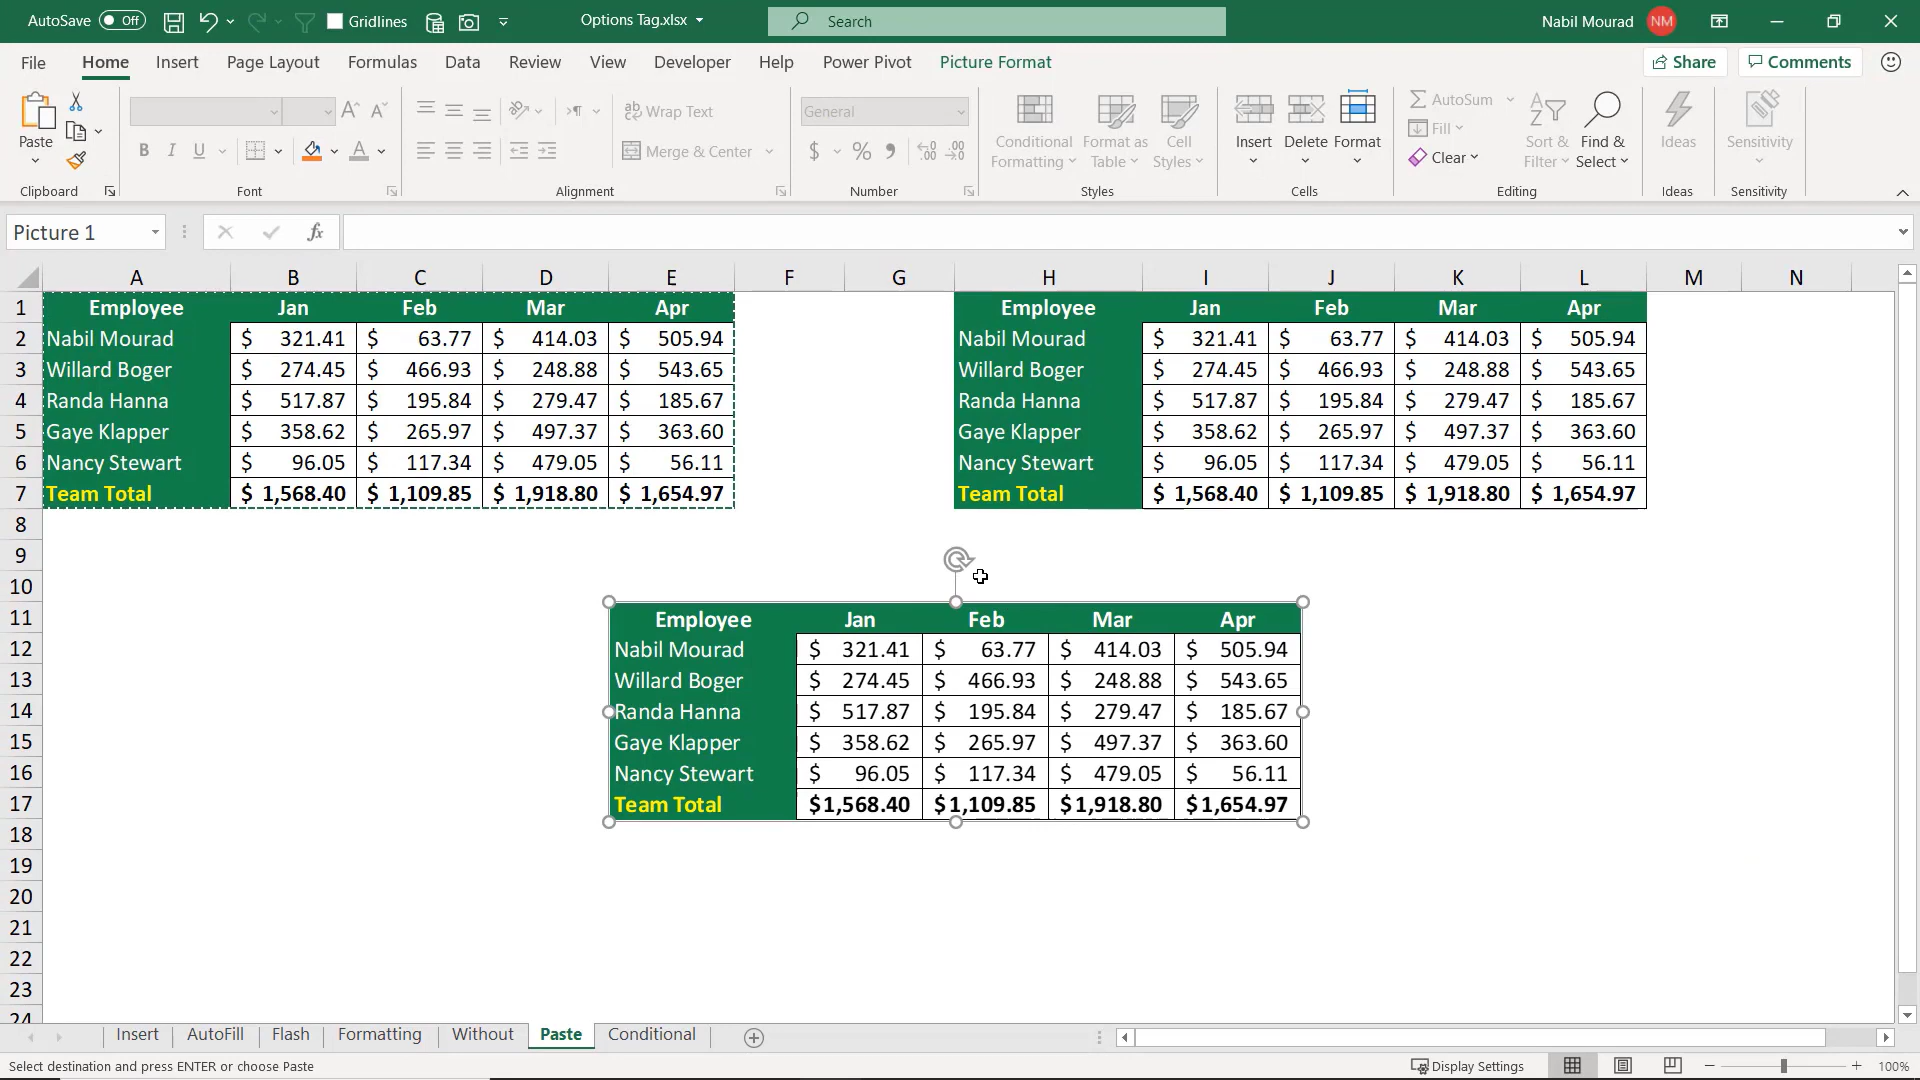 AutoSave Off Gridlines Options Tag.xlsx Search Nabil Mourad NM
File Home Insert Page Layout Formulas Data Review View Developer Help Power Pivot Picture Format Share Comments
Paste
Clipboard
A A B I U A
Font
Wrap Text
Merge & Center
Alignment
General
$ % ,
Number
Conditional Formatting
Format as Table
Cell Styles
Styles
Insert Delete Format
Cells
AutoSum
Fill
Clear
Sort & Filter
Find & Select
Editing
Ideas
Ideas
Sensitivity
Sensitivity
Picture 1 fx
A B C D E F G H I J K L M N
1 Employee Jan Feb Mar Apr Employee Jan Feb Mar Apr
2 Nabil Mourad $ 321.41 $ 63.77 $ 414.03 $ 505.94 Nabil Mourad $ 321.41 $ 63.77 $ 414.03 $ 505.94
3 Willard Boger $ 274.45 $ 466.93 $ 248.88 $ 543.65 Willard Boger $ 274.45 $ 466.93 $ 248.88 $ 543.65
4 Randa Hanna $ 517.87 $ 195.84 $ 279.47 $ 185.67 Randa Hanna $ 517.87 $ 195.84 $ 279.47 $ 185.67
5 Gaye Klapper $ 358.62 $ 265.97 $ 497.37 $ 363.60 Gaye Klapper $ 358.62 $ 265.97 $ 497.37 $ 363.60
6 Nancy Stewart $ 96.05 $ 117.34 $ 479.05 $ 56.11 Nancy Stewart $ 96.05 $ 117.34 $ 479.05 $ 56.11
7 Team Total $ 1,568.40 $ 1,109.85 $ 1,918.80 $ 1,654.97 Team Total $ 1,568.40 $ 1,109.85 $ 1,918.80 $ 1,654.97
8
9
10
11 Employee Jan Feb Mar Apr
12 Nabil Mourad $ 321.41 $ 63.77 $ 414.03 $ 505.94
13 Willard Boger $ 274.45 $ 466.93 $ 248.88 $ 543.65
14 Randa Hanna $ 517.87 $ 195.84 $ 279.47 $ 185.67
15 Gaye Klapper $ 358.62 $ 265.97 $ 497.37 $ 363.60
16 Nancy Stewart $ 96.05 $ 117.34 $ 479.05 $ 56.11
17 Team Total $1,568.40 $1,109.85 $1,918.80 $1,654.97
18
19
20
21
22
23
24
Insert AutoFill Flash Formatting Without Paste Conditional
Select destination and press ENTER or choose Paste Display Settings 100%